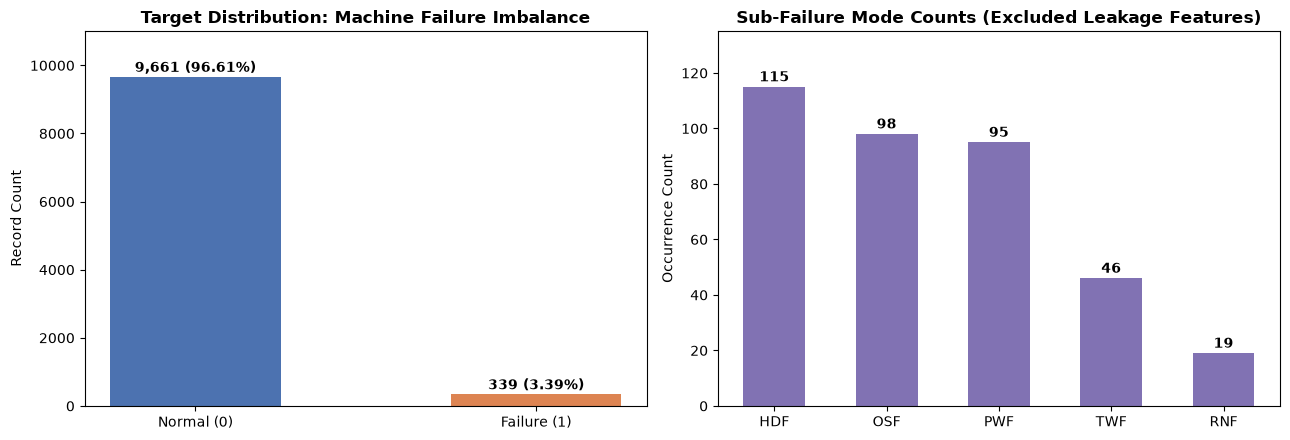 Target Distribution: Machine Failure Imbalance
Record Count
10000
8000
6000
4000
2000
0
9,661 (96.61%)
339 (3.39%)
Normal (0)
Failure (1)
Sub-Failure Mode Counts (Excluded Leakage Features)
Occurrence Count
120
100
80
60
40
20
0
115
98
95
46
19
HDF
OSF
PWF
TWF
RNF